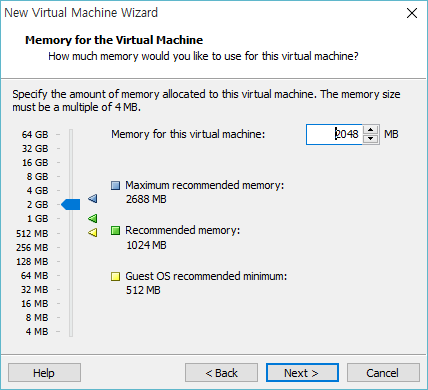 New Virtual Machine Wizard
Memory for the Virtual Machine
How much memory would you like to use for this virtual machine?
Specify the amount of memory allocated to this virtual machine. The memory size
must be a multiple of 4 MB.
Memory for this virtual machine: 2048 MB
64 GB
32 GB
16 GB
8 GB
4 GB
2 GB
1 GB
512 MB
256 MB
128 MB
64 MB
32 MB
16 MB
8 MB
4 MB
Maximum recommended memory:
2688 MB
Recommended memory:
1024 MB
Guest OS recommended minimum:
512 MB
Help < Back Next > Cancel